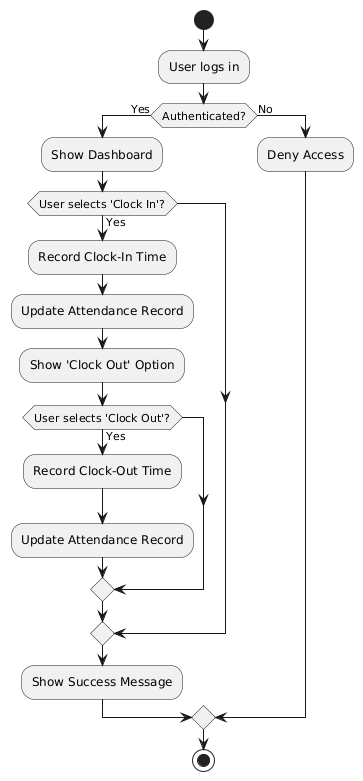 User logs in
Authenticated?
Yes
No
Show Dashboard
Deny Access
User selects 'Clock In'?
Yes
Record Clock-In Time
Update Attendance Record
Show 'Clock Out' Option
User selects 'Clock Out'?
Yes
Record Clock-Out Time
Update Attendance Record
Show Success Message